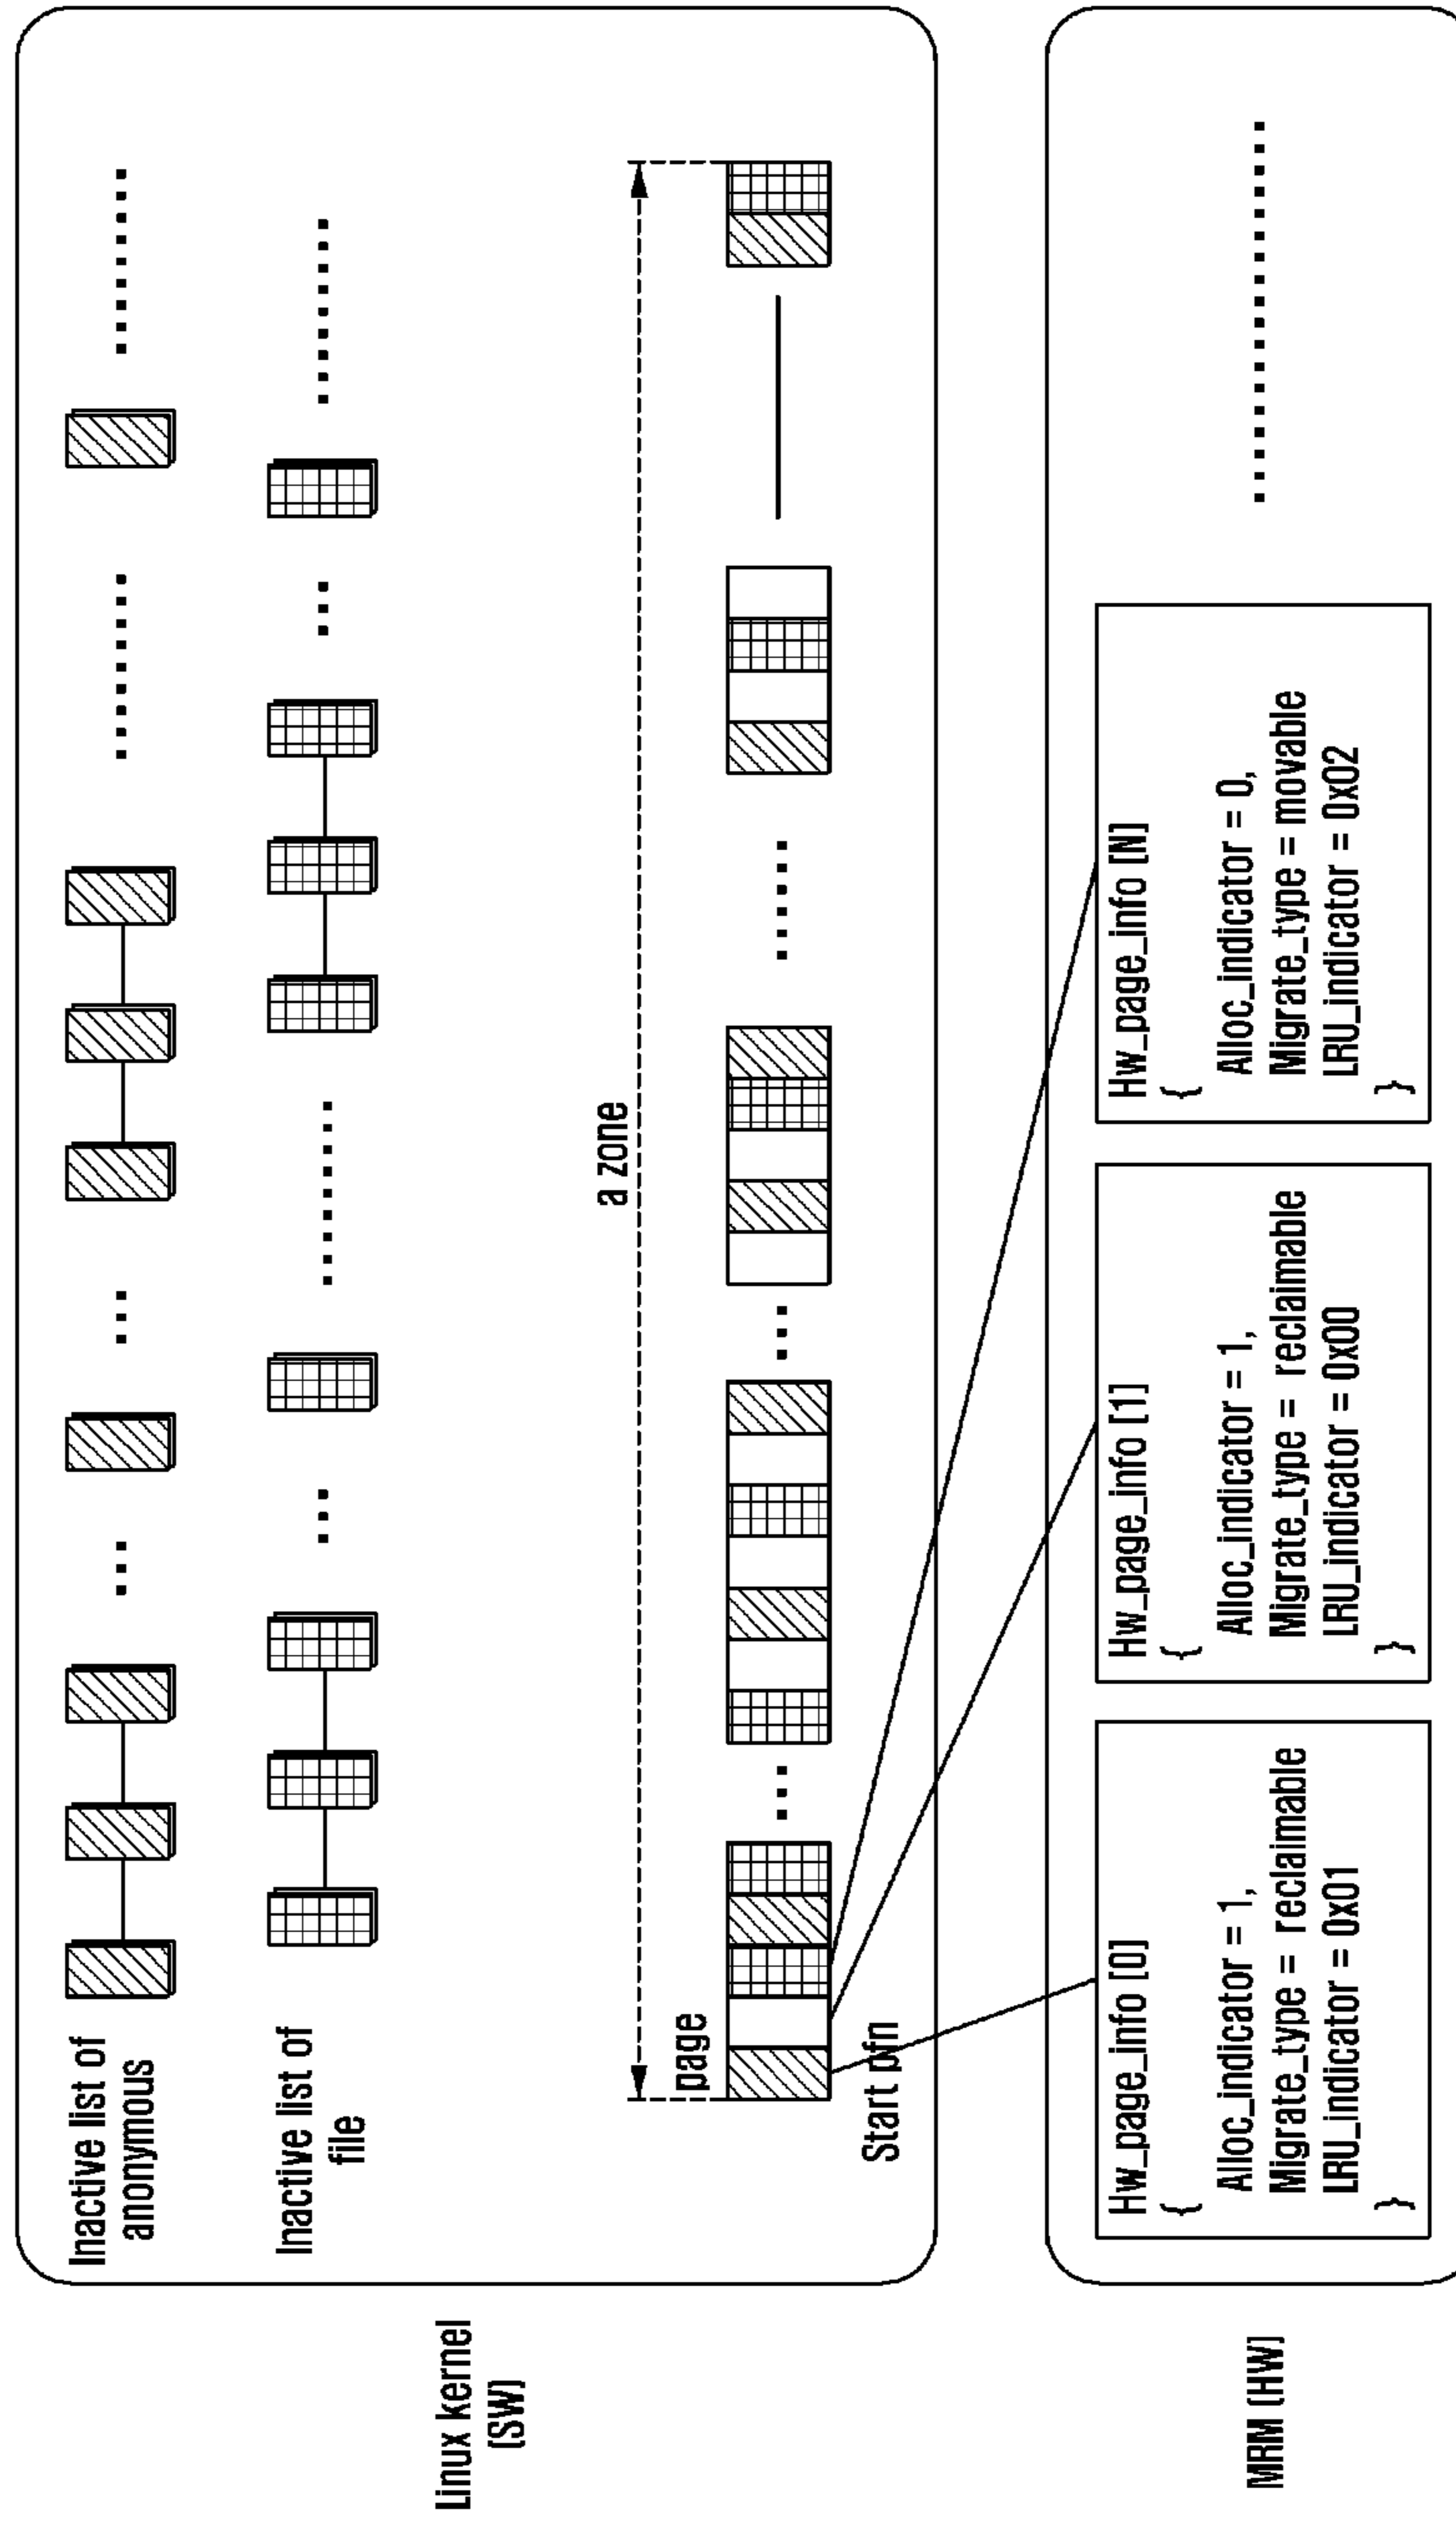 Linux kernel
(SW)
Inactive list of
anonymous
Inactive list of
file
a zone
page
Start pfn
MRM (HW)
Hw_page_info [0]
{
Alloc_indicator = 1,
Migrate_type = reclaimable
LRU_indicator = 0x01
}
Hw_page_info [1]
{
Alloc_indicator = 1,
Migrate_type = reclaimable
LRU_indicator = 0x00
}
Hw_page_info [N]
{
Alloc_indicator = 0,
Migrate_type = movable
LRU_indicator = 0x02
}